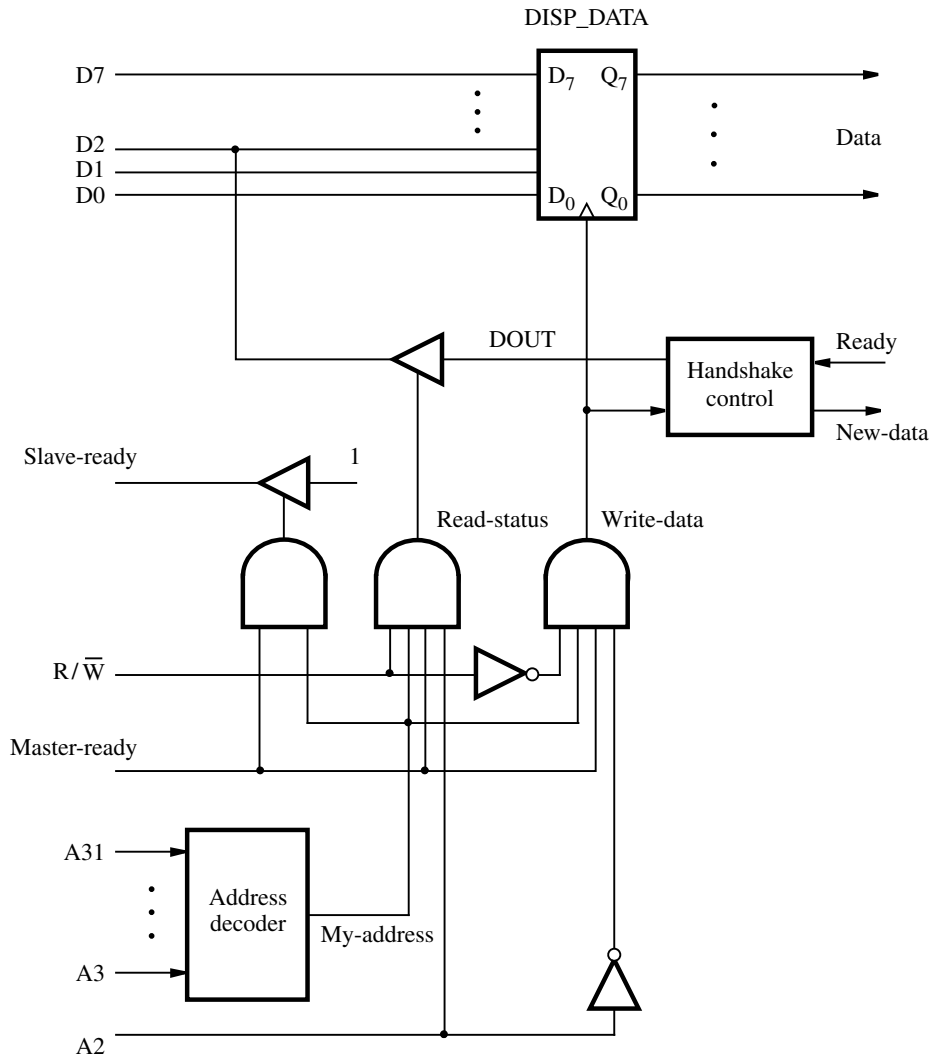 DISP_DATA
D7
D7 Q7
D2
Data
D1
D0
D0 Q0
DOUT
Ready
Handshake
control
New-data
Slave-ready
1
Read-status
Write-data
R/W̅
Master-ready
A31
Address
decoder
My-address
A3
A2